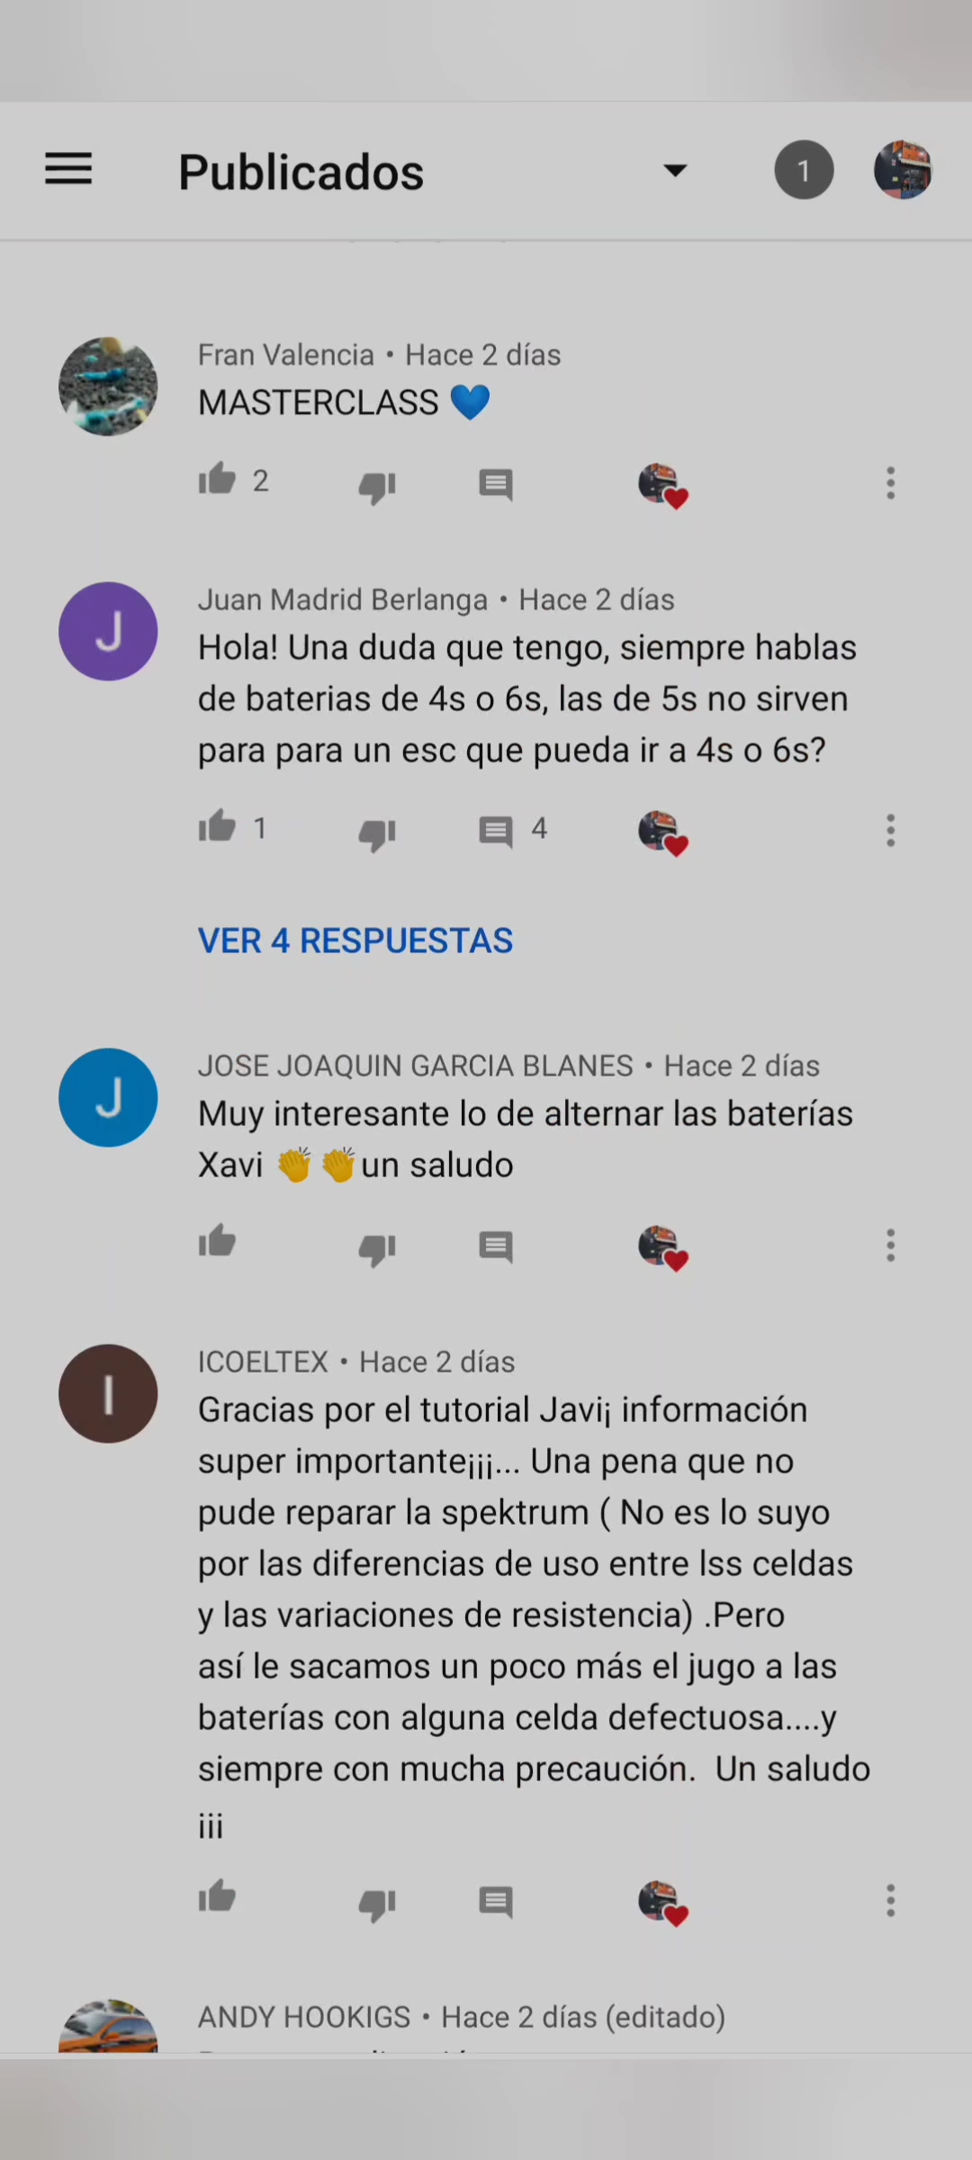 Publicados
1
Fran Valencia • Hace 2 días
MASTERCLASS 💙
2
J
Juan Madrid Berlanga • Hace 2 días
Hola! Una duda que tengo, siempre hablas
de baterias de 4s o 6s, las de 5s no sirven
para para un esc que pueda ir a 4s o 6s?
1
4
VER 4 RESPUESTAS
J
JOSE JOAQUIN GARCIA BLANES • Hace 2 días
Muy interesante lo de alternar las baterías
Xavi 👏👏un saludo
I
ICOELTEX • Hace 2 días
Gracias por el tutorial Javi¡ información
super importante¡¡¡... Una pena que no
pude reparar la spektrum ( No es lo suyo
por las diferencias de uso entre lss celdas
y las variaciones de resistencia) .Pero
así le sacamos un poco más el jugo a las
baterías con alguna celda defectuosa....y
siempre con mucha precaución.  Un saludo
¡¡¡
ANDY HOOKIGS • Hace 2 días (editado)